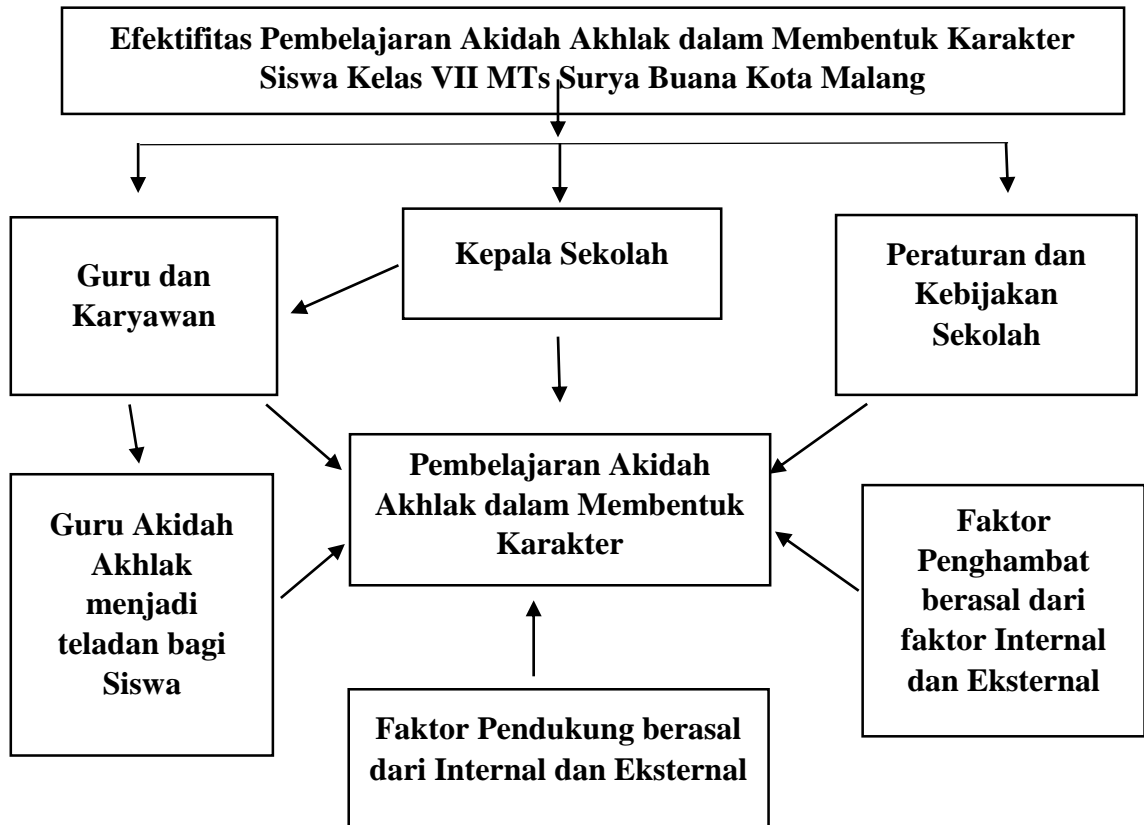 Efektifitas Pembelajaran Akidah Akhlak dalam Membentuk Karakter
Siswa Kelas VII MTs Surya Buana Kota Malang
Guru dan
Karyawan
Kepala Sekolah
Peraturan dan
Kebijakan
Sekolah
Guru Akidah
Akhlak
menjadi
teladan bagi
Siswa
Pembelajaran Akidah
Akhlak dalam Membentuk
Karakter
Faktor
Penghambat
berasal dari
faktor Internal
dan Eksternal
Faktor Pendukung berasal
dari Internal dan Eksternal